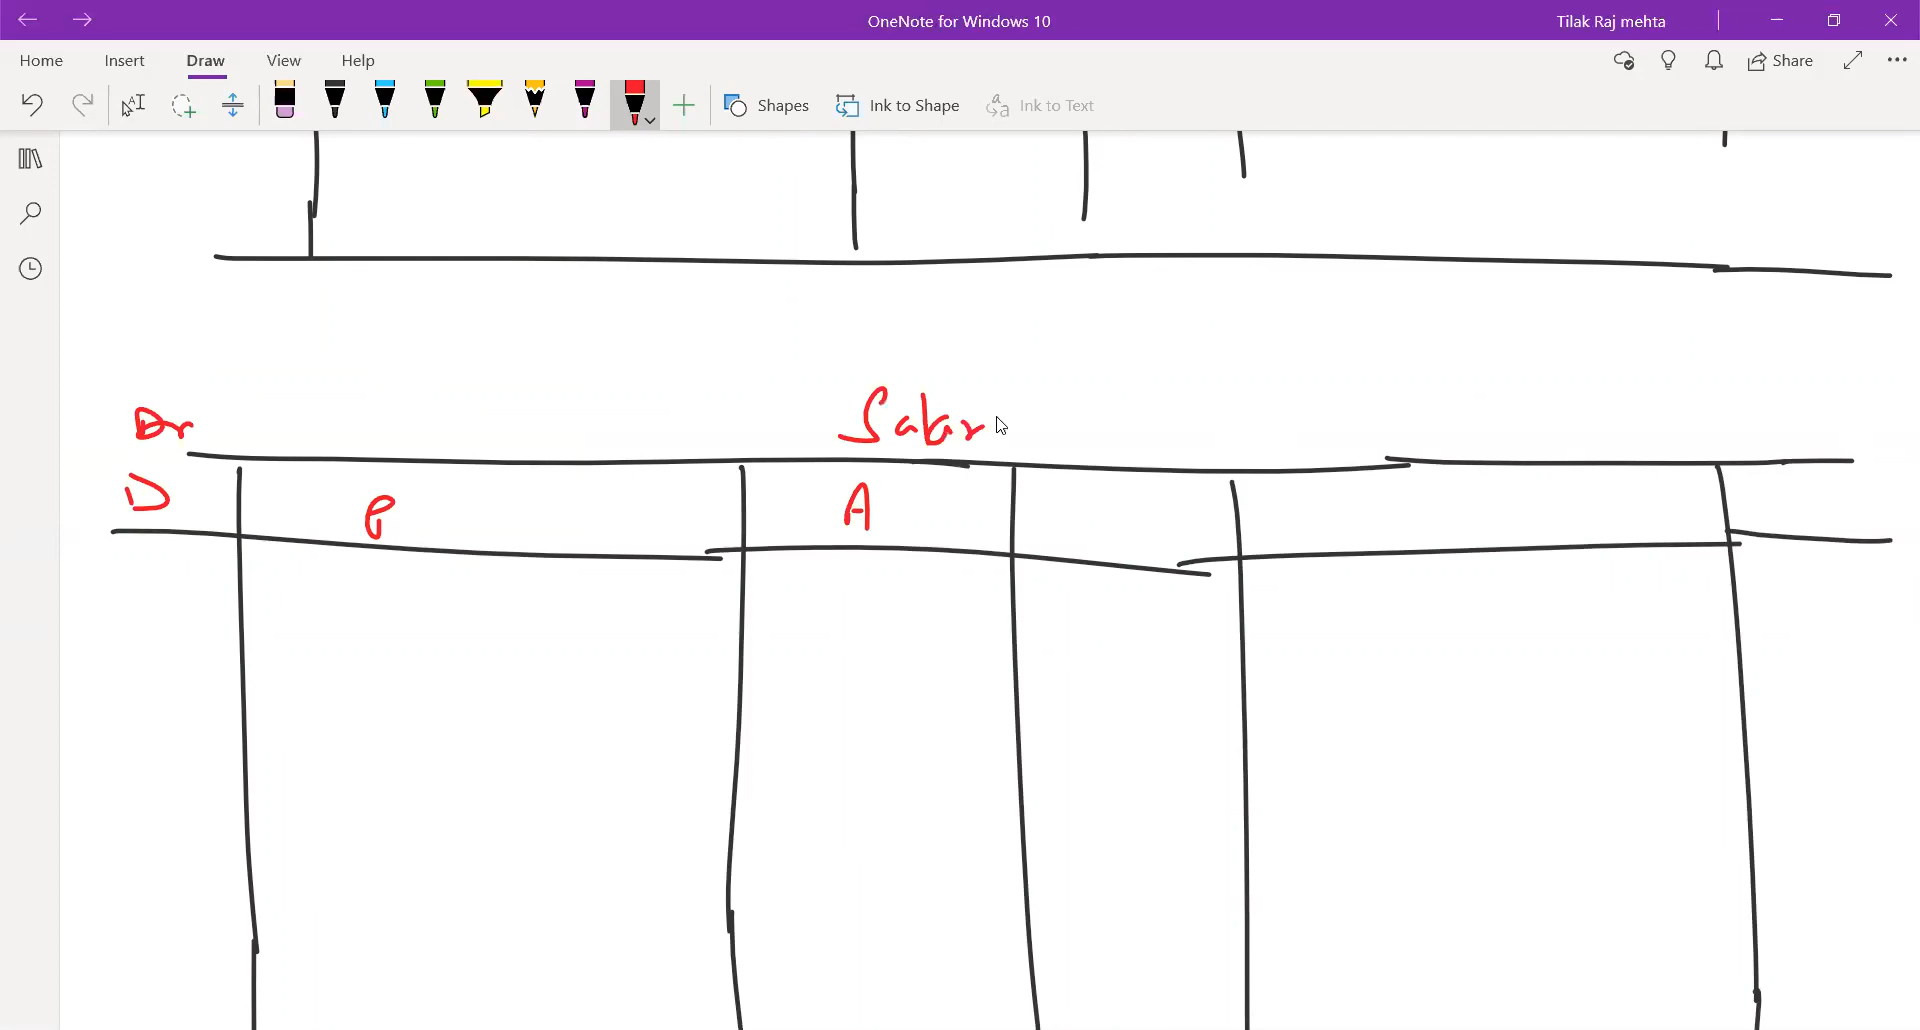 OneNote for Windows 10
Tilak Raj mehta
Home Insert Draw View Help
Share
Shapes Ink to Shape Ink to Text
Dr Salar
D P A